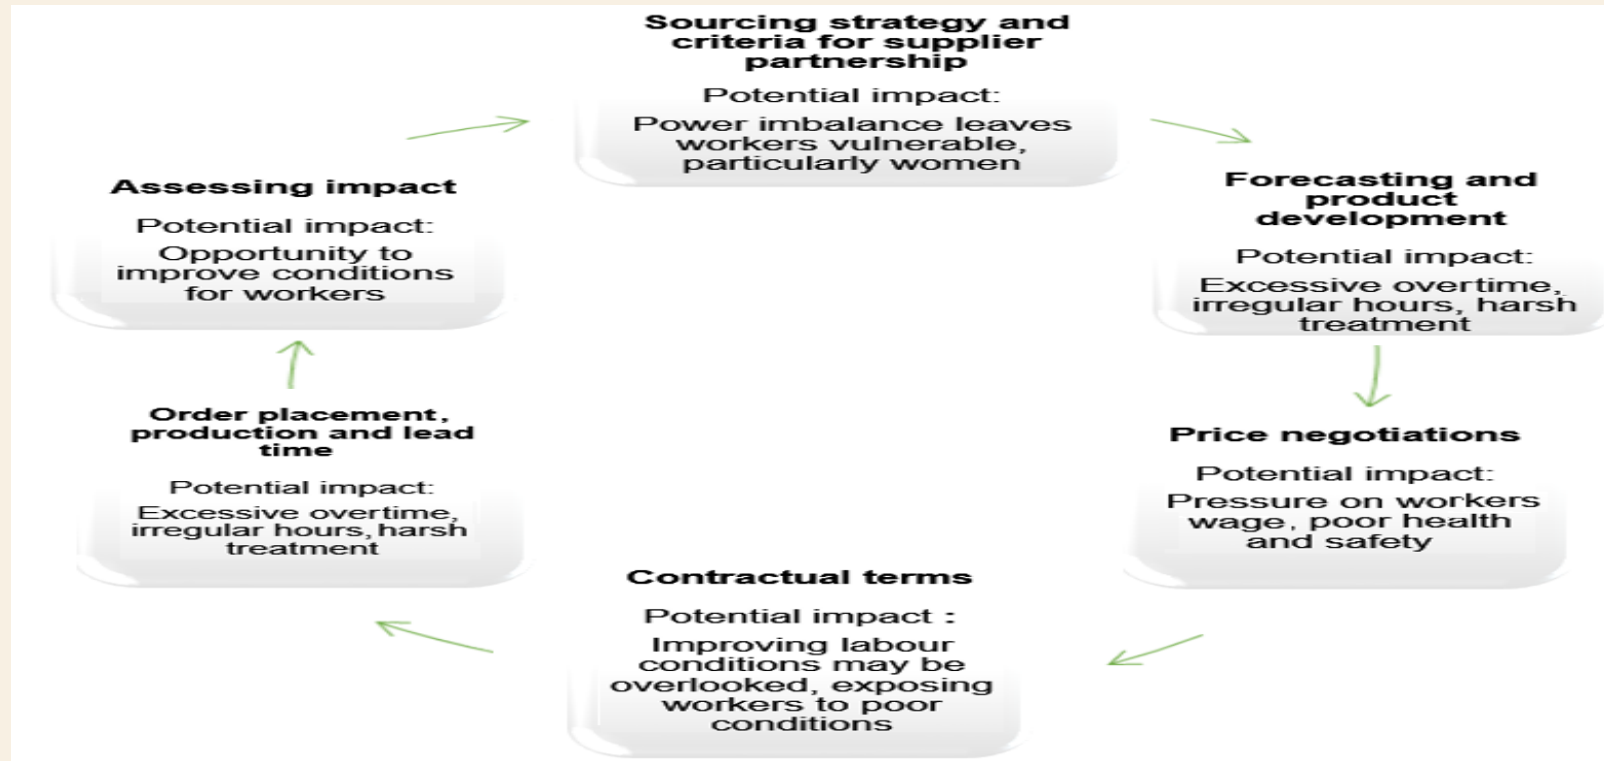 Sourcing strategy and
criteria for supplier
partnership
Potential impact:
Power imbalance leaves
workers vulnerable,
particularly women
Forecasting and
product
development
Potential impact:
Excessive overtime,
irregular hours, harsh
treatment
Price negotiations
Potential impact:
Pressure on workers
wage, poor health
and safety
Contractual terms
Potential impact :
Improving labour
conditions may be
overlooked, exposing
workers to poor
conditions
Order placement,
production and lead
time
Potential impact:
Excessive overtime,
irregular hours, harsh
treatment
Assessing impact
Potential impact:
Opportunity to
improve conditions
for workers